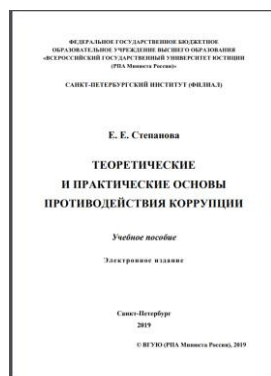 ФЕДЕРАЛЬНОЕ ГОСУДАРСТВЕННОЕ БЮДЖЕТНОЕ
ОБРАЗОВАТЕЛЬНОЕ УЧРЕЖДЕНИЕ ВЫСШЕГО ОБРАЗОВАНИЯ
«ВСЕРОССИЙСКИЙ ГОСУДАРСТВЕННЫЙ УНИВЕРСИТЕТ ЮСТИЦИИ
(РПА Минюста России)»
САНКТ-ПЕТЕРБУРГСКИЙ ИНСТИТУТ (ФИЛИАЛ)
Е. Е. Степанова
ТЕОРЕТИЧЕСКИЕ
И ПРАКТИЧЕСКИЕ ОСНОВЫ
ПРОТИВОДЕЙСТВИЯ КОРРУПЦИИ
Учебное пособие
Электронное издание
Санкт-Петербург
2019
© ВГУЮ (РПА Минюста России), 2019